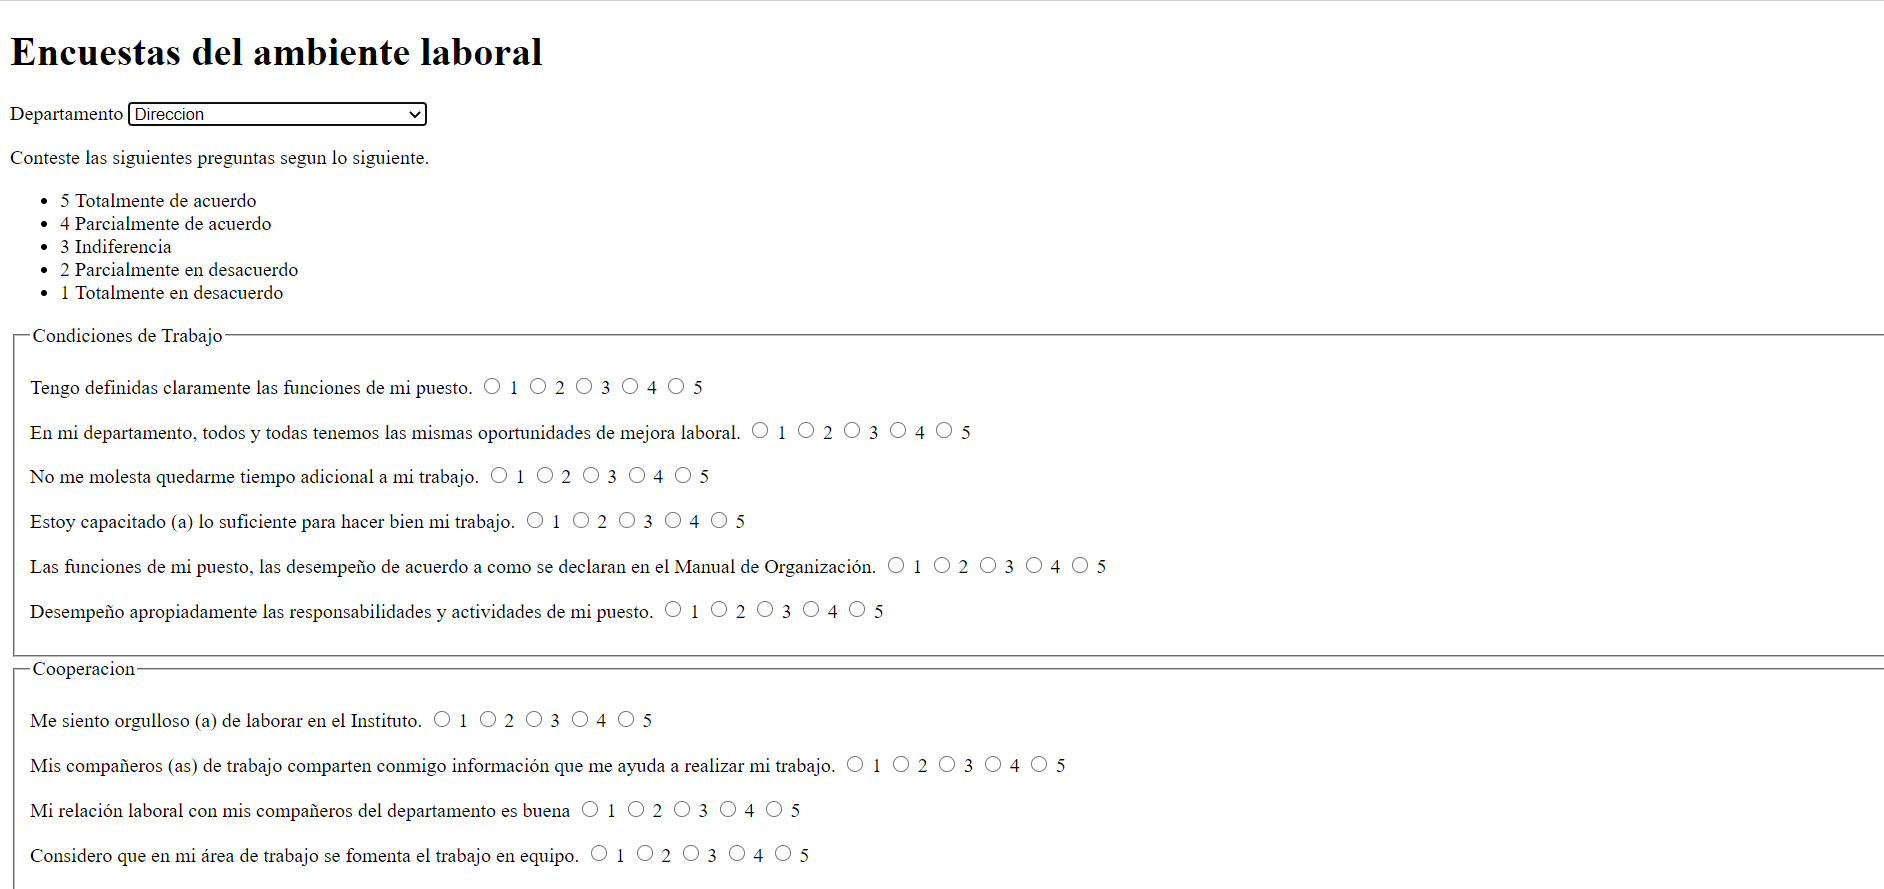 Encuestas del ambiente laboral
Departamento Direccion
Conteste las siguientes preguntas segun lo siguiente.
5 Totalmente de acuerdo
4 Parcialmente de acuerdo
3 Indiferencia
2 Parcialmente en desacuerdo
1 Totalmente en desacuerdo
Condiciones de Trabajo
Tengo definidas claramente las funciones de mi puesto. 1 2 3 4 5
En mi departamento, todos y todas tenemos las mismas oportunidades de mejora laboral. 1 2 3 4 5
No me molesta quedarme tiempo adicional a mi trabajo. 1 2 3 4 5
Estoy capacitado (a) lo suficiente para hacer bien mi trabajo. 1 2 3 4 5
Las funciones de mi puesto, las desempeño de acuerdo a como se declaran en el Manual de Organización. 1 2 3 4 5
Desempeño apropiadamente las responsabilidades y actividades de mi puesto. 1 2 3 4 5
Cooperacion
Me siento orgulloso (a) de laborar en el Instituto. 1 2 3 4 5
Mis compañeros (as) de trabajo comparten conmigo información que me ayuda a realizar mi trabajo. 1 2 3 4 5
Mi relación laboral con mis compañeros del departamento es buena 1 2 3 4 5
Considero que en mi área de trabajo se fomenta el trabajo en equipo. 1 2 3 4 5